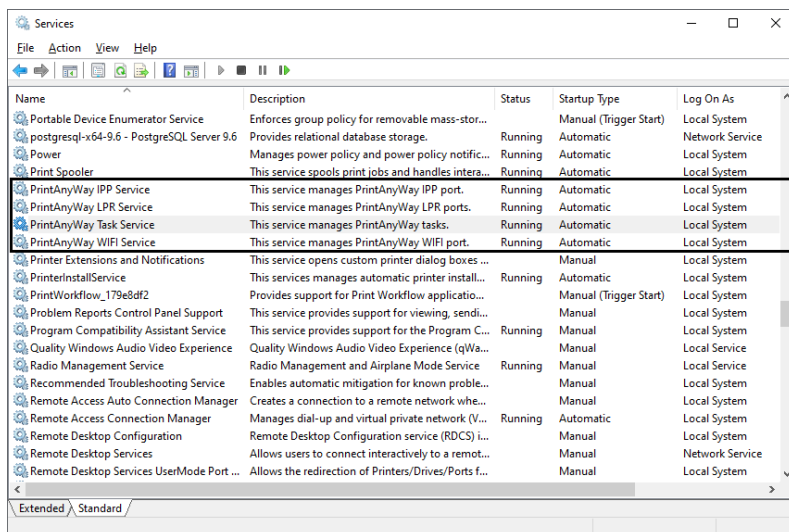 Services
File Action View Help
Name Description Status Startup Type Log On As
Portable Device Enumerator Service Enforces group policy for removable mass-stor... Manual (Trigger Start) Local System
postgresql-x64-9.6 - PostgreSQL Server 9.6 Provides relational database storage. Running Automatic Network Service
Power Manages power policy and power policy notific... Running Automatic Local System
Print Spooler This service spools print jobs and handles intera... Running Automatic Local System
PrintAnyWay IPP Service This service manages PrintAnyWay IPP port. Running Automatic Local System
PrintAnyWay LPR Service This service manages PrintAnyWay LPR ports. Running Automatic Local System
PrintAnyWay Task Service This service manages PrintAnyWay tasks. Running Automatic Local System
PrintAnyWay WIFI Service This service manages PrintAnyWay WIFI port. Running Automatic Local System
Printer Extensions and Notifications This service opens custom printer dialog boxes ... Manual Local System
PrinterInstallService This services manages automatic printer install... Running Automatic Local System
PrintWorkflow_179e8df2 Provides support for Print Workflow applicatio... Manual (Trigger Start) Local System
Problem Reports Control Panel Support This service provides support for viewing, sendi... Manual Local System
Program Compatibility Assistant Service This service provides support for the Program C... Running Manual Local System
Quality Windows Audio Video Experience Quality Windows Audio Video Experience (qWa... Manual Local Service
Radio Management Service Radio Management and Airplane Mode Service Running Manual Local Service
Recommended Troubleshooting Service Enables automatic mitigation for known proble... Manual Local System
Remote Access Auto Connection Manager Creates a connection to a remote network whe... Manual Local System
Remote Access Connection Manager Manages dial-up and virtual private network (V... Running Automatic Local System
Remote Desktop Configuration Remote Desktop Configuration service (RDCS) i... Manual Local System
Remote Desktop Services Allows users to connect interactively to a remot... Manual Network Service
Remote Desktop Services UserMode Port ... Allows the redirection of Printers/Drives/Ports f... Manual Local System
Extended Standard